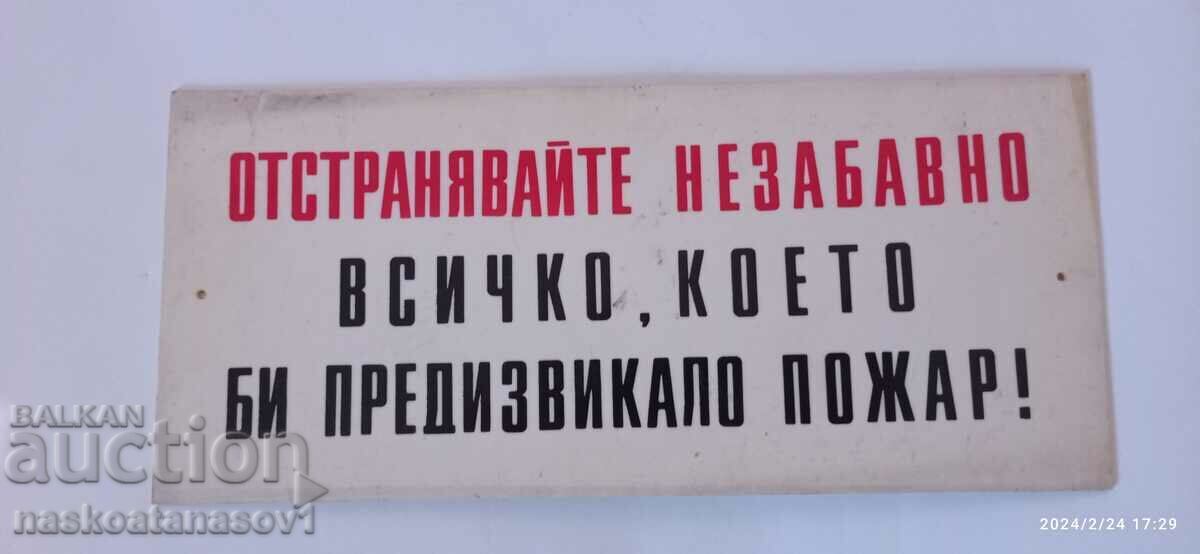 ОТСТРАНЯВАЙТЕ НЕЗАБАВНО
ВСИЧКО, КОЕТО
БИ ПРЕДИЗВИКАЛО ПОЖАР!
BALKAN
auction
naskoatanasov1
2024/2/24 17:29